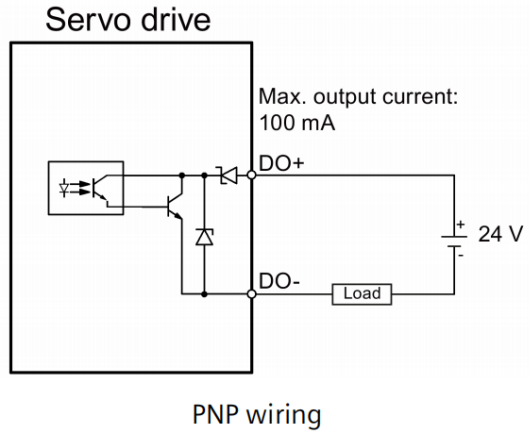 Servo drive
Max. output current:
100 mA
DO+
+
24 V
-
DO-
Load
PNP wiring